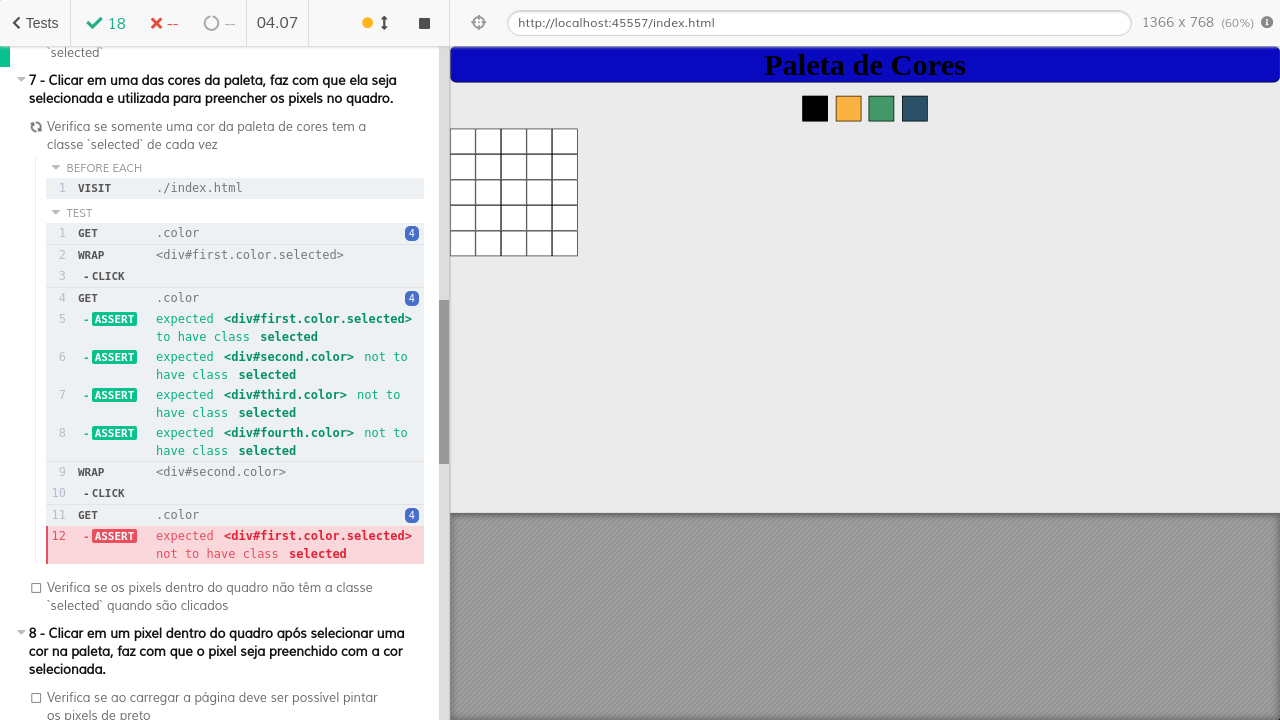 Tests 18 -- -- 04.07
http://localhost:45557/index.html 1366 x 768 (60%)
`selected`
7 - Clicar em uma das cores da paleta, faz com que ela seja
selecionada e utilizada para preencher os pixels no quadro.
Verifica se somente uma cor da paleta de cores tem a
classe `selected` de cada vez
BEFORE EACH
1 VISIT ./index.html
TEST
1 GET .color 4
2 WRAP <div#first.color.selected>
3 -CLICK
4 GET .color 4
5 -ASSERT expected <div#first.color.selected>
to have class selected
6 -ASSERT expected <div#second.color> not to
have class selected
7 -ASSERT expected <div#third.color> not to
have class selected
8 -ASSERT expected <div#fourth.color> not to
have class selected
9 WRAP <div#second.color>
10 -CLICK
11 GET .color 4
12 -ASSERT expected <div#first.color.selected>
not to have class selected
Verifica se os pixels dentro do quadro não têm a classe
`selected` quando são clicados
8 - Clicar em um pixel dentro do quadro após selecionar uma
cor na paleta, faz com que o pixel seja preenchido com a cor
selecionada.
Verifica se ao carregar a página deve ser possível pintar
os pixels de preto
Paleta de Cores